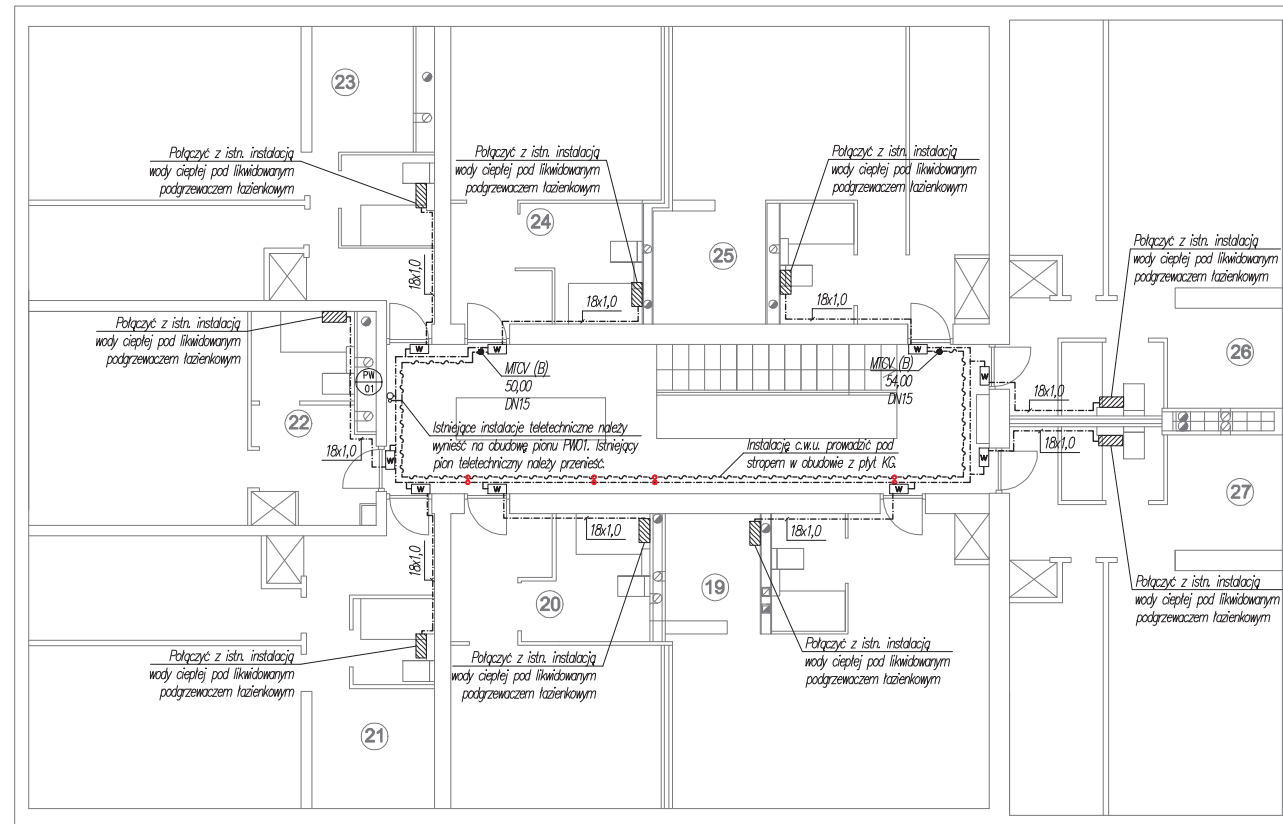 23
Połączyć z istn. instalacją
wody ciepłej pod likwidowanym
podgrzewaczem łazienkowym
Połączyć z istn. instalacją
wody ciepłej pod likwidowanym
podgrzewaczem łazienkowym
Połączyć z istn. instalacją
wody ciepłej pod likwidowanym
podgrzewaczem łazienkowym
24
25
Połączyć z istn. instalacją
wody ciepłej pod likwidowanym
podgrzewaczem łazienkowym
18x1,0
18x1,0
18x1,0
Połączyć z istn. instalacją
wody ciepłej pod likwidowanym
podgrzewaczem łazienkowym
26
W
W
W
MTCV (B)
50,00
DN15
MTCV (B)
54,00
DN15
W
PW
01
18x1,0
22
Istniejące instalacje teletechniczne należy
wynieść na obudowę pionu PW01. Istniejący
pion teletechniczny należy przenieść.
Instalację c.w.u. prowadzić pod
stropem w obudowie z płyt KG.
18x1,0
18x1,0
W
W
W
W
W
27
18x1,0
18x1,0
18x1,0
20
19
Połączyć z istn. instalacją
wody ciepłej pod likwidowanym
podgrzewaczem łazienkowym
Połączyć z istn. instalacją
wody ciepłej pod likwidowanym
podgrzewaczem łazienkowym
Połączyć z istn. instalacją
wody ciepłej pod likwidowanym
podgrzewaczem łazienkowym
Połączyć z istn. instalacją
wody ciepłej pod likwidowanym
podgrzewaczem łazienkowym
21